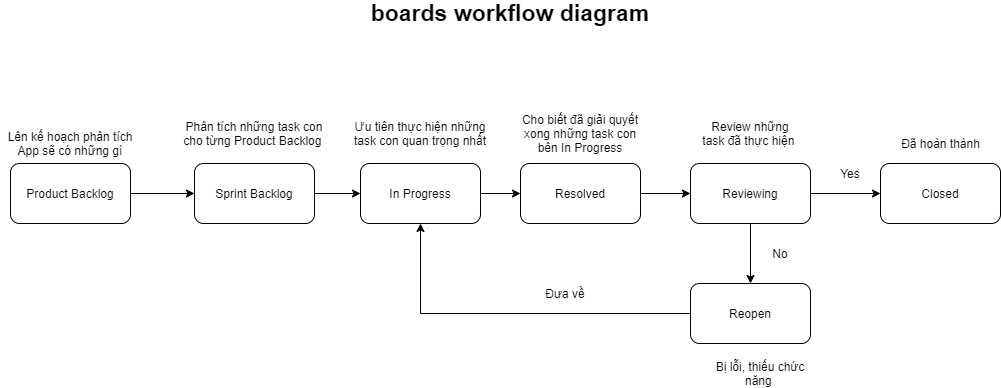 boards workflow diagram
Lên kế hoạch phân tích
App sẽ có những gì
Phân tích những task con
cho từng Product Backlog
Ưu tiên thực hiện những
task con quan trọng nhất
Cho biết đã giải quyết
xong những task con
bên In Progress
Review những
task đã thực hiện
Đã hoàn thành
Product Backlog
Sprint Backlog
In Progress
Resolved
Reviewing
Yes
Closed
No
Đưa về
Reopen
Bị lỗi, thiếu chức
năng